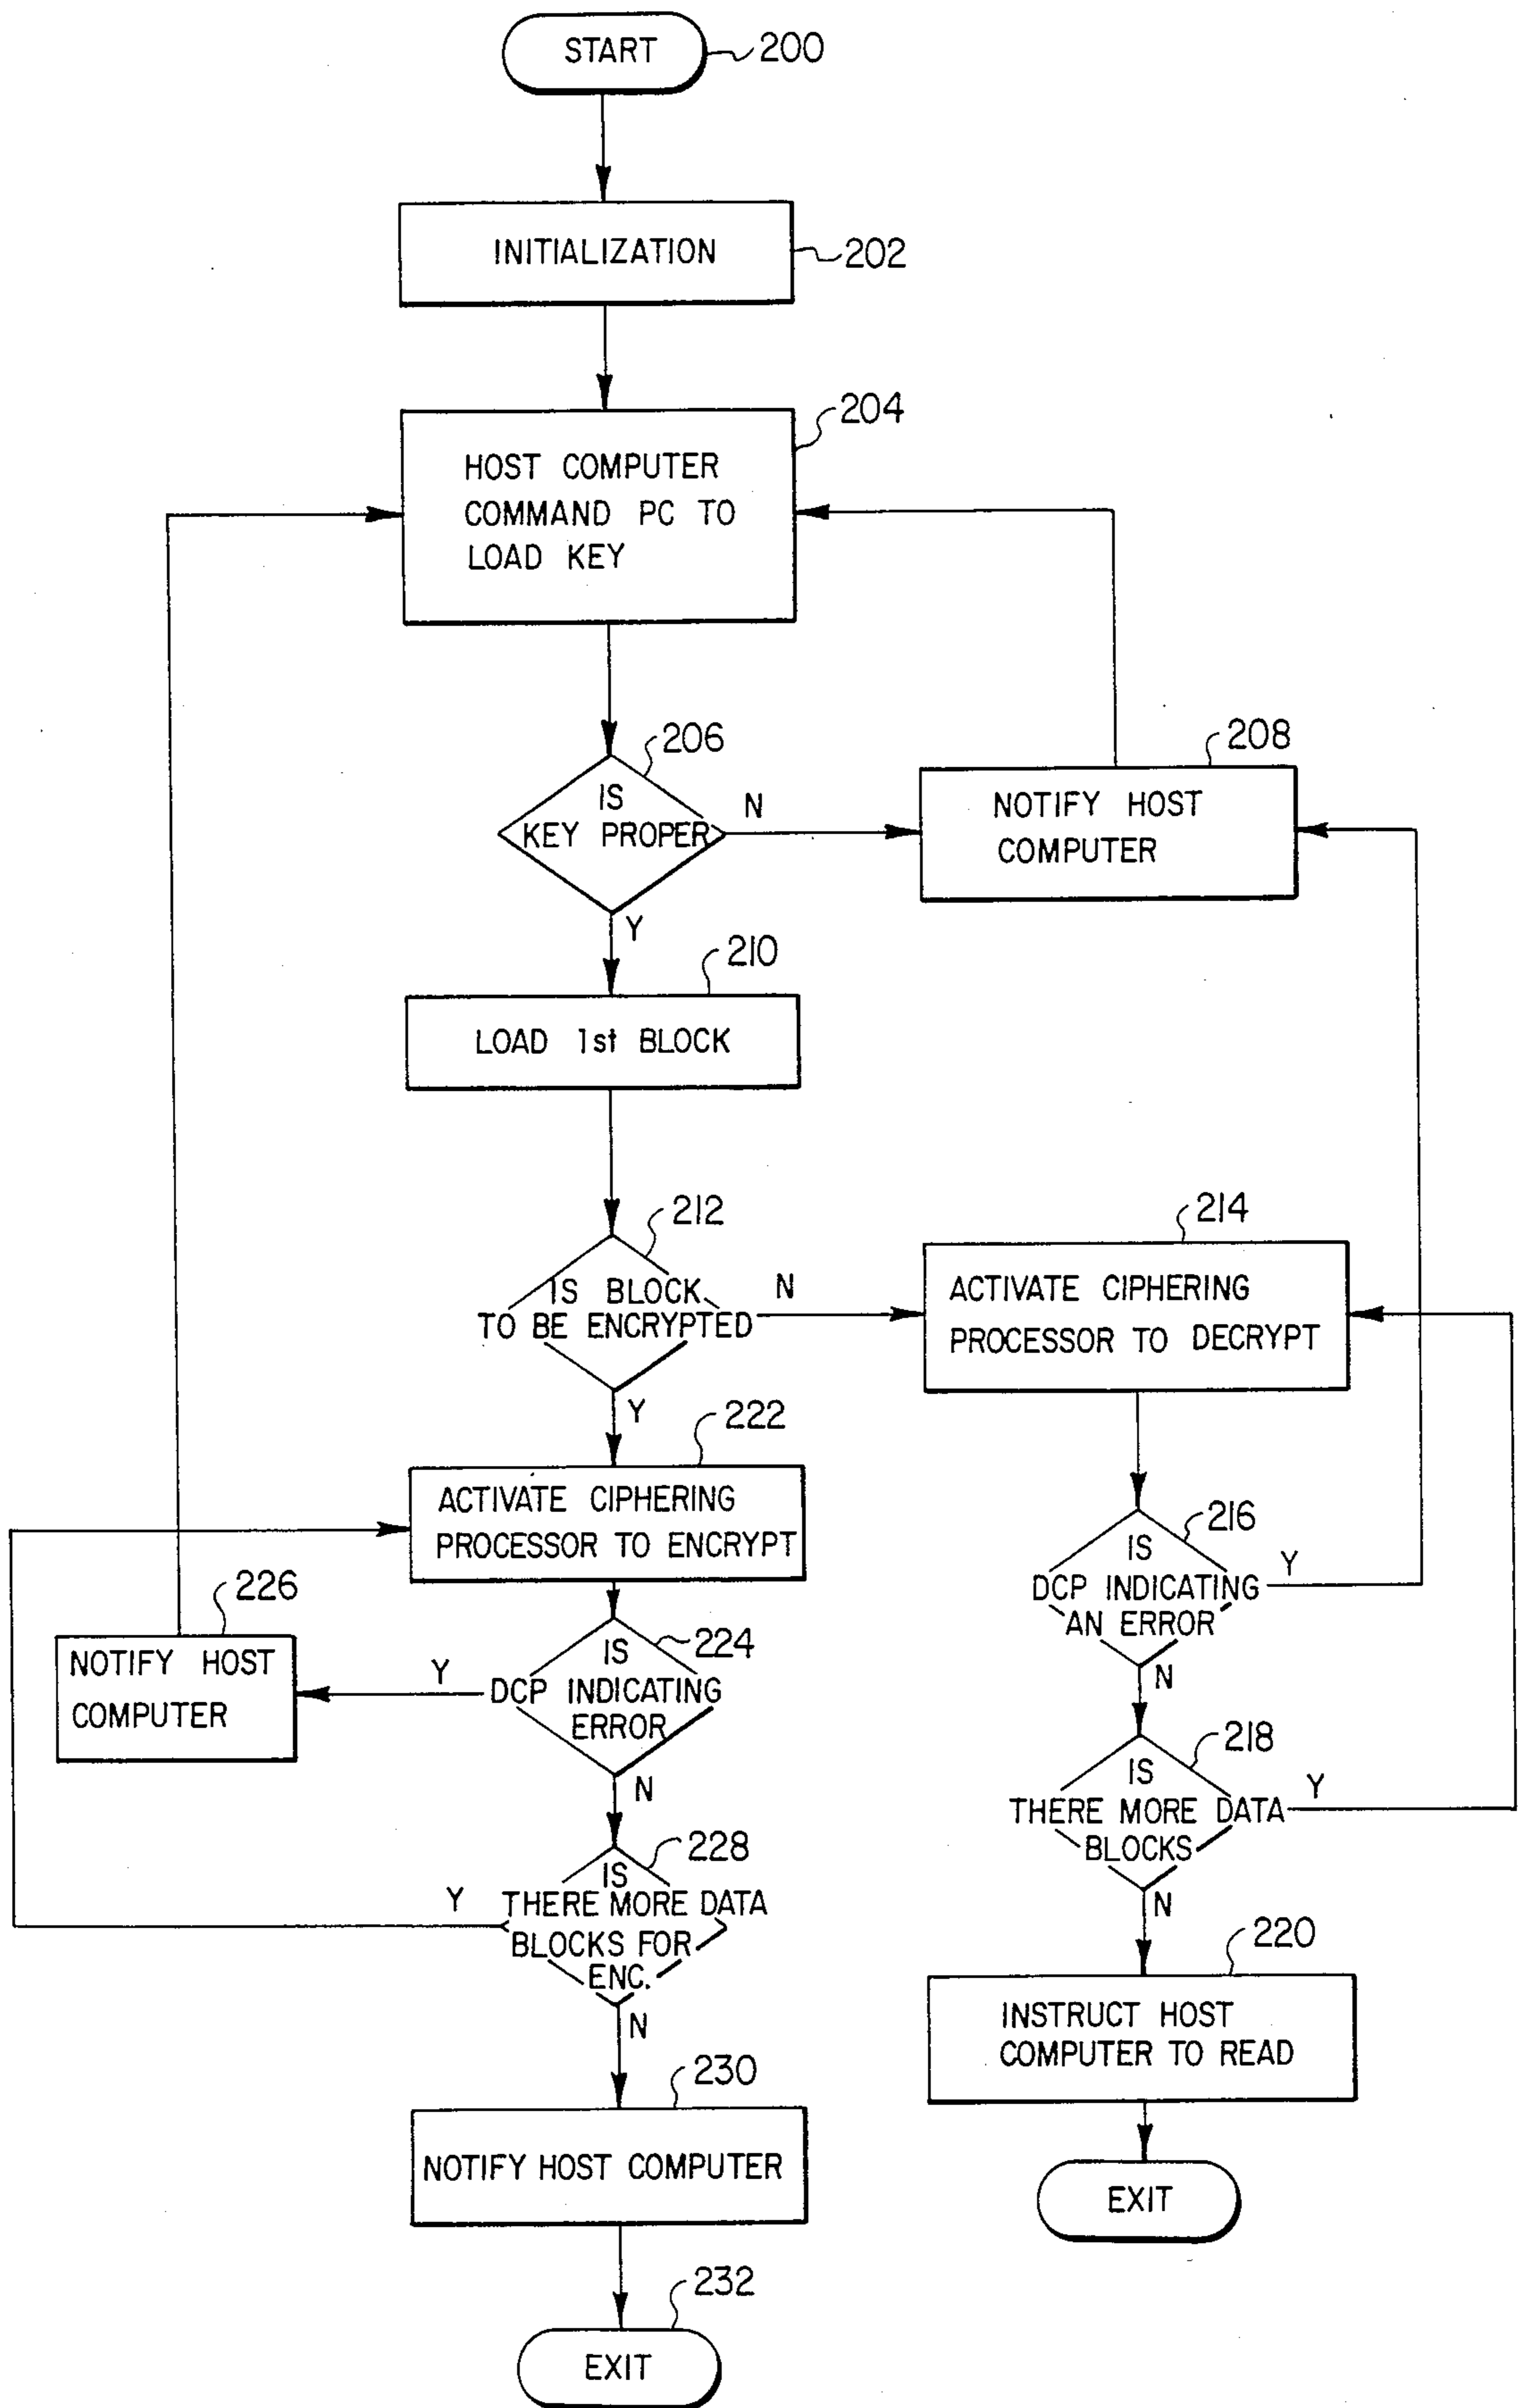 START
200
INITIALIZATION
202
204
HOST COMPUTER
COMMAND PC TO
LOAD KEY
206
IS
KEY PROPER
N
208
NOTIFY HOST
COMPUTER
Y
210
LOAD 1st BLOCK
212
IS BLOCK
TO BE ENCRYPTED
N
214
ACTIVATE CIPHERING
PROCESSOR TO DECRYPT
Y
222
ACTIVATE CIPHERING
PROCESSOR TO ENCRYPT
216
IS
DCP INDICATING
AN ERROR
Y
N
226
NOTIFY HOST
COMPUTER
Y
224
IS
DCP INDICATING
ERROR
N
218
IS
THERE MORE DATA
BLOCKS
Y
N
228
IS
THERE MORE DATA
BLOCKS FOR
ENC.
Y
N
220
INSTRUCT HOST
COMPUTER TO READ
EXIT
230
NOTIFY HOST COMPUTER
232
EXIT